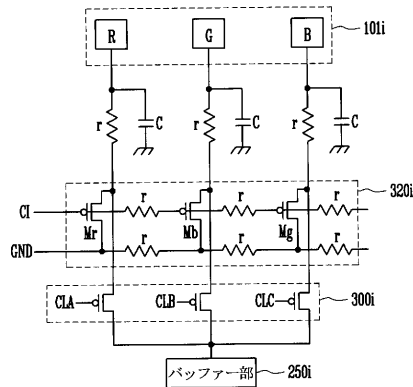 R G B 101i
r C r C r C
320i
CI r r r
Mr Mb Mg
GND r r r
CLA CLB CLC 300i
バッファー部 250i